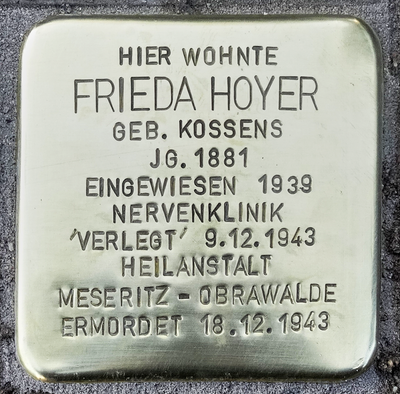 HIER WOHNTE
FRIEDA HOYER
GEB. KOSSENS
JG. 1881
EINGEWIESEN 1939
NERVENKLINIK
'VERLEGT' 9.12.1943
HEILANSTALT
MESERITZ - OBRAWALDE
ERMORDET 18.12.1943